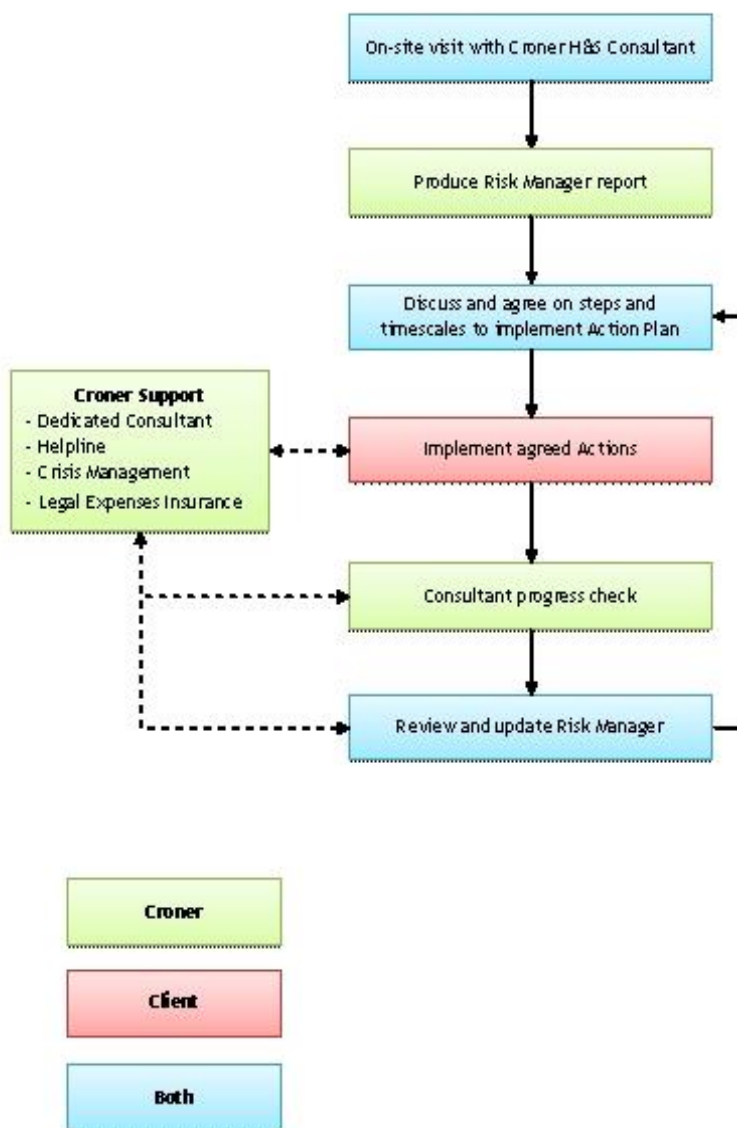 On-site visit with Croner H&S Consultant
Produce Risk Manager report
Discuss and agree on steps and
timescales to implement Action Plan
Croner Support
- Dedicated Consultant
- Helpline
- Crisis Management
- Legal Expenses Insurance
Implement agreed Actions
Consultant progress check
Review and update Risk Manager
Croner
Client
Both